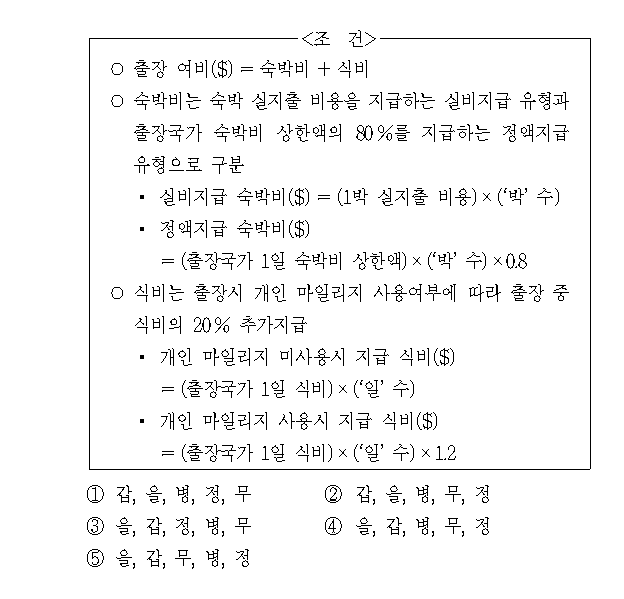 <조 건>
○ 출장 여비($) = 숙박비 + 식비
○ 숙박비는 숙박 실지출 비용을 지급하는 실비지급 유형과
출장국가 숙박비 상한액의 80%를 지급하는 정액지급
유형으로 구분
· 실비지급 숙박비($) = (1박 실지출 비용)×(‘박’ 수)
· 정액지급 숙박비($)
= (출장국가 1일 숙박비 상한액)×(‘박’ 수)×0.8
○ 식비는 출장시 개인 마일리지 사용여부에 따라 출장 중
식비의 20% 추가지급
· 개인 마일리지 미사용시 지급 식비($)
= (출장국가 1일 식비)×(‘일’ 수)
· 개인 마일리지 사용시 지급 식비($)
= (출장국가 1일 식비)×(‘일’ 수)×1.2
① 갑, 을, 병, 정, 무 ② 갑, 을, 병, 무, 정
③ 을, 갑, 정, 병, 무 ④ 을, 갑, 병, 무, 정
⑤ 을, 갑, 무, 병, 정